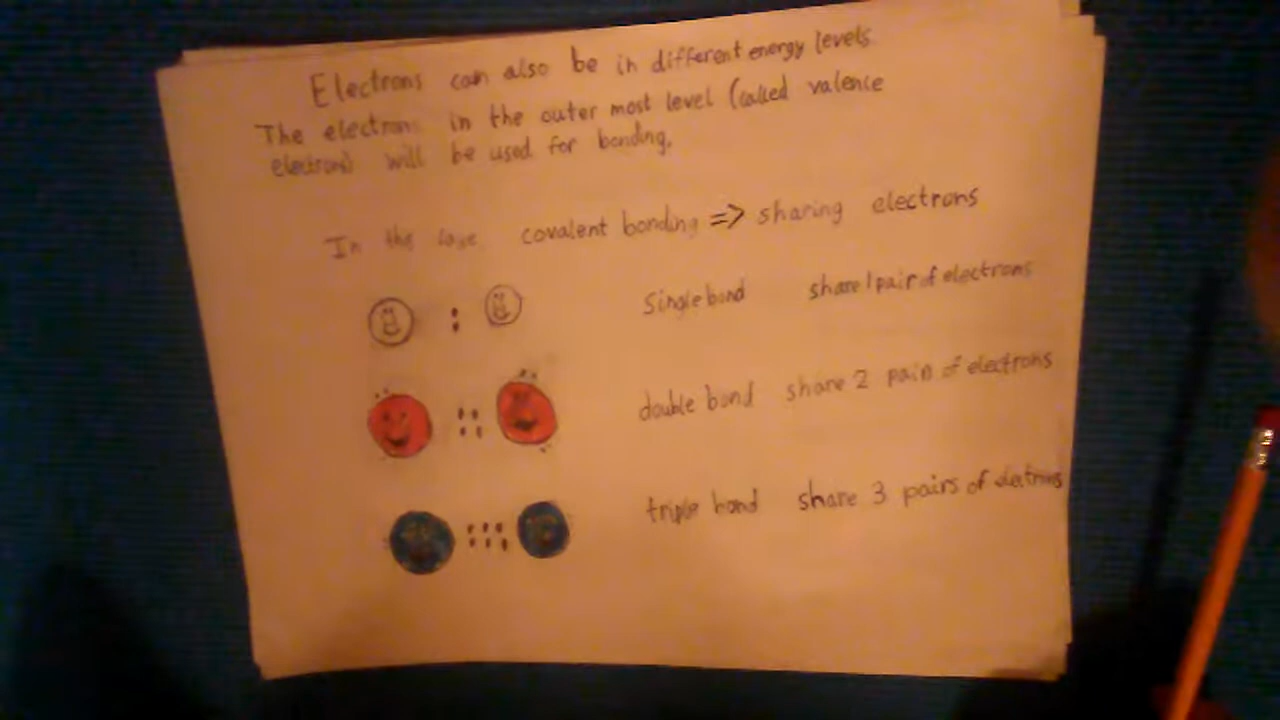 Electrons can also be in different energy levels
The electrons in the outer most level (called valence
electrons) will be used for bonding.
In the case covalent bonding => sharing electrons
Single bond share 1 pair of electrons
double bond share 2 pair of electrons
triple bond share 3 pairs of electrons